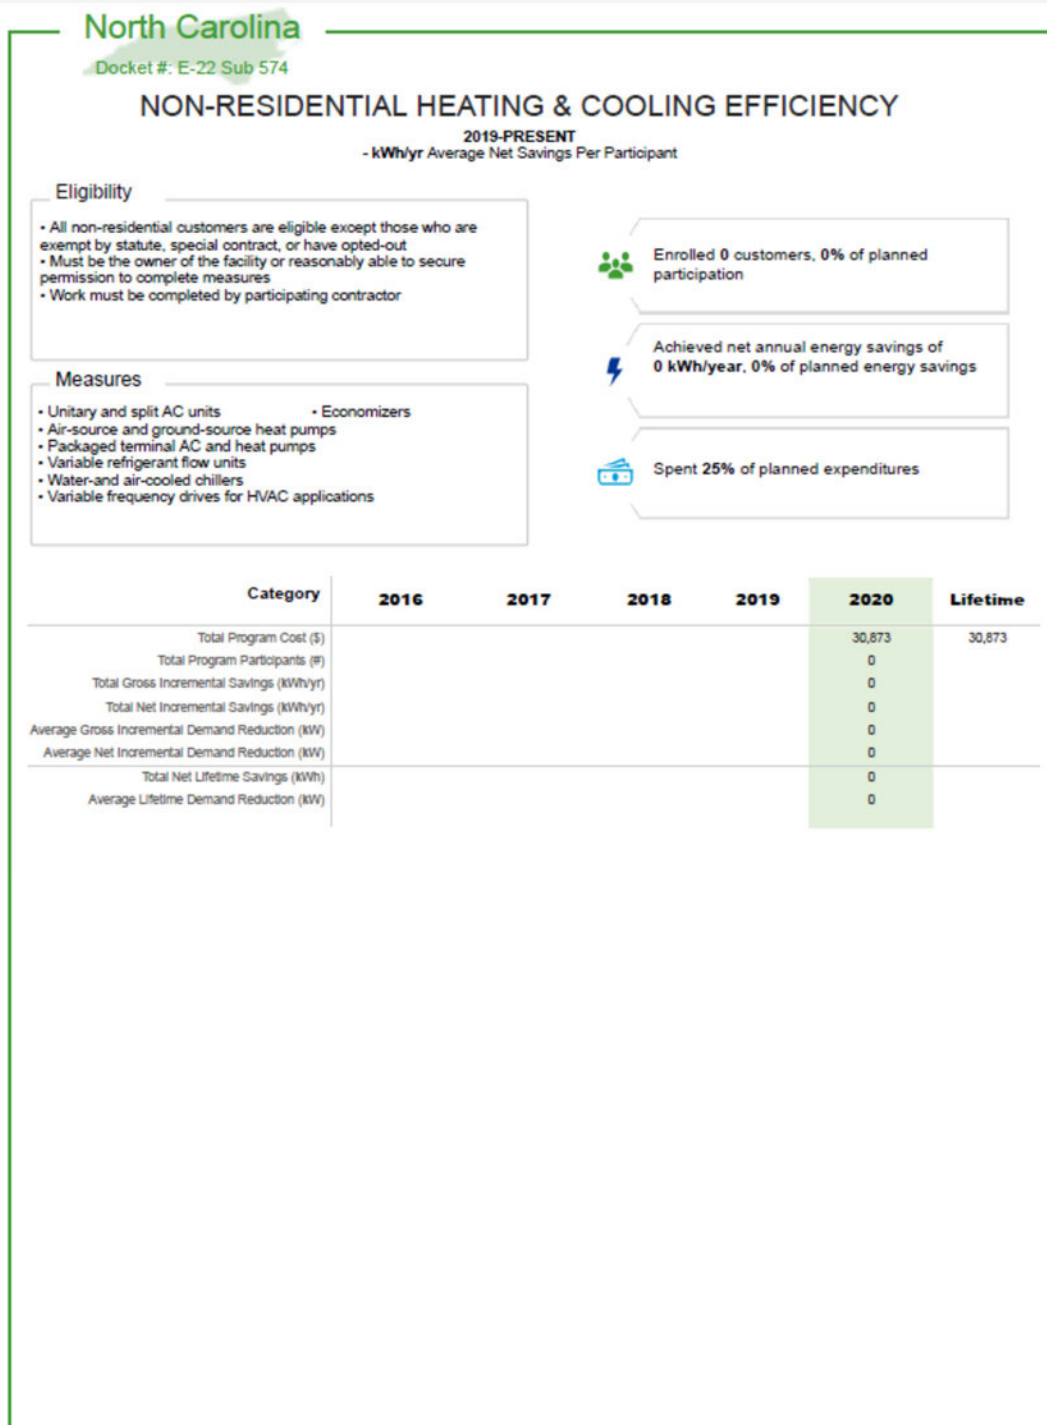 North Carolina
Docket #: E-22 Sub 574
NON-RESIDENTIAL HEATING & COOLING EFFICIENCY
2019-PRESENT
- kWh/yr Average Net Savings Per Participant
Eligibility
• All non-residential customers are eligible except those who are
exempt by statute, special contract, or have opted-out
• Must be the owner of the facility or reasonably able to secure
permission to complete measures
• Work must be completed by participating contractor
Enrolled 0 customers, 0% of planned
participation
Achieved net annual energy savings of
0 kWh/year, 0% of planned energy savings
Spent 25% of planned expenditures
Measures
• Unitary and split AC units • Economizers
• Air-source and ground-source heat pumps
• Packaged terminal AC and heat pumps
• Variable refrigerant flow units
• Water-and air-cooled chillers
• Variable frequency drives for HVAC applications
Category 2016 2017 2018 2019 2020 Lifetime
Total Program Cost ($) 30,873 30,873
Total Program Participants (#) 0
Total Gross Incremental Savings (kWh/yr) 0
Total Net Incremental Savings (kWh/yr) 0
Average Gross Incremental Demand Reduction (kW) 0
Average Net Incremental Demand Reduction (kW) 0
Total Net Lifetime Savings (kWh) 0
Average Lifetime Demand Reduction (kW) 0